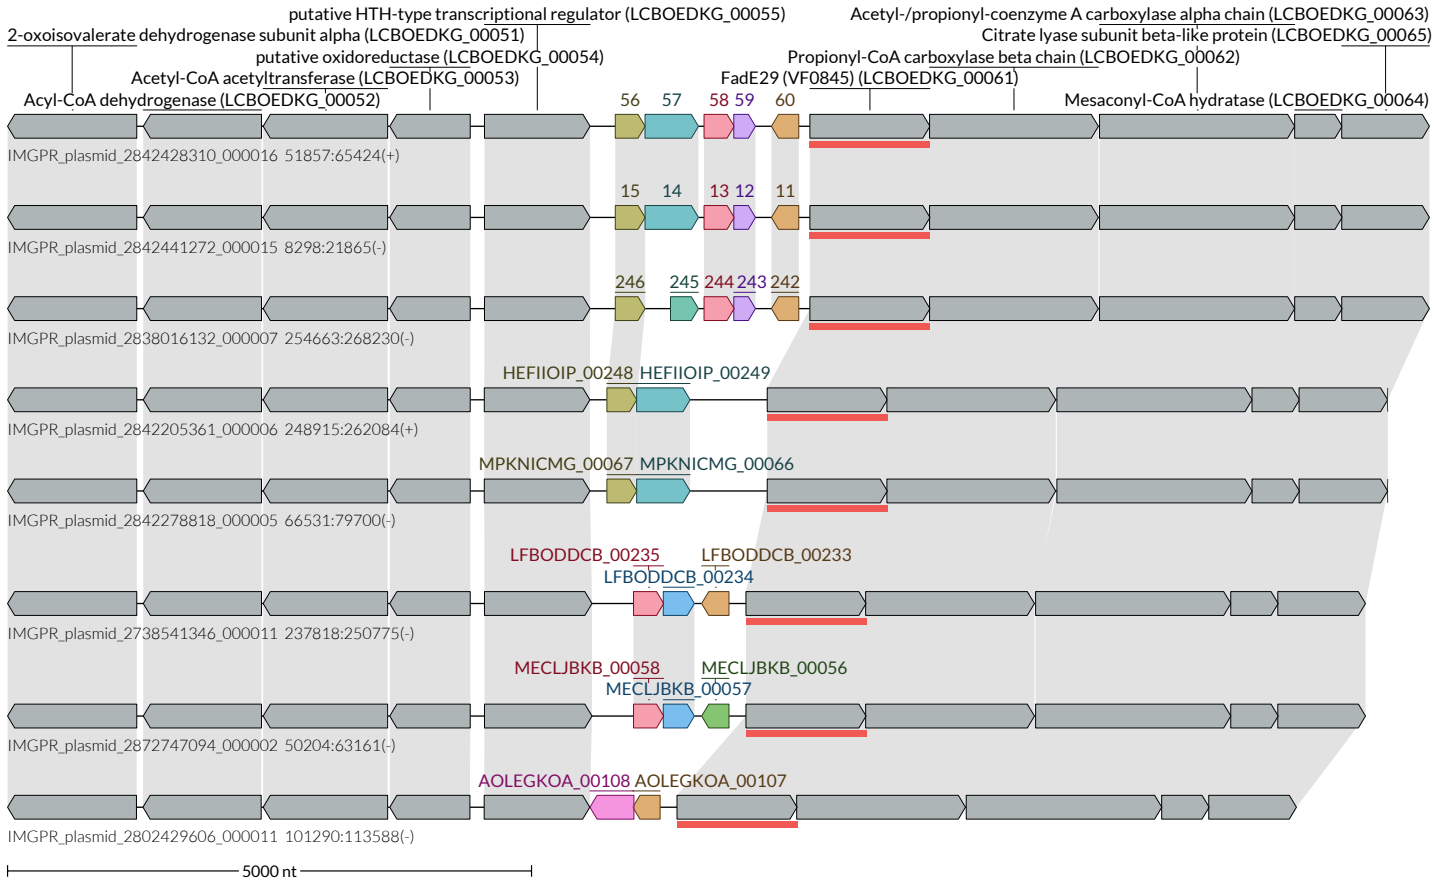 putative HTH-type transcriptional regulator (LCBOEDKG_00055) Acetyl-/propionyl-coenzyme A carboxylase alpha chain (LCBOEDKG_00063)
2-oxoisovalerate dehydrogenase subunit alpha (LCBOEDKG_00051) Citrate lyase subunit beta-like protein (LCBOEDKG_00065)
putative oxidoreductase (LCBOEDKG_00054) Propionyl-CoA carboxylase beta chain (LCBOEDKG_00062)
Acetyl-CoA acetyltransferase (LCBOEDKG_00053) FadE29 (VF0845) (LCBOEDKG_00061)
Acyl-CoA dehydrogenase (LCBOEDKG_00052) 56 57 58 59 60 Mesaconyl-CoA hydratase (LCBOEDKG_00064)
IMGPR_plasmid_2842428310_000016 51857:65424(+)
15 14 13 12 11
IMGPR_plasmid_2842441272_000015 8298:21865(-)
246 245 244 243 242
IMGPR_plasmid_2838016132_000007 254663:268230(-)
HEFIIOIP_00248 HEFIIOIP_00249
IMGPR_plasmid_2842205361_000006 248915:262084(+)
MPKNICMG_00067 MPKNICMG_00066
IMGPR_plasmid_2842278818_000005 66531:79700(-)
LFBODDCB_00235 LFBODDCB_00233
LFBODDCB_00234
IMGPR_plasmid_2738541346_000011 237818:250775(-)
MECLJBKB_00058 MECLJBKB_00056
MECLJBKB_00057
IMGPR_plasmid_2872747094_000002 50204:63161(-)
AOLEGKOA_00108 AOLEGKOA_00107
IMGPR_plasmid_2802429606_000011 101290:113588(-)
5000 nt